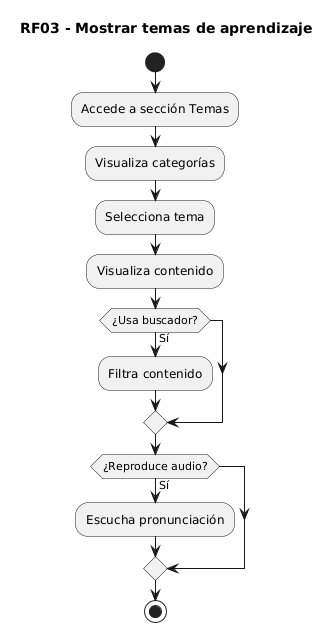 RF03 - Mostrar temas de aprendizaje
Accede a sección Temas
Visualiza categorías
Selecciona tema
Visualiza contenido
¿Usa buscador?
Sí
Filtra contenido
¿Reproduce audio?
Sí
Escucha pronunciación